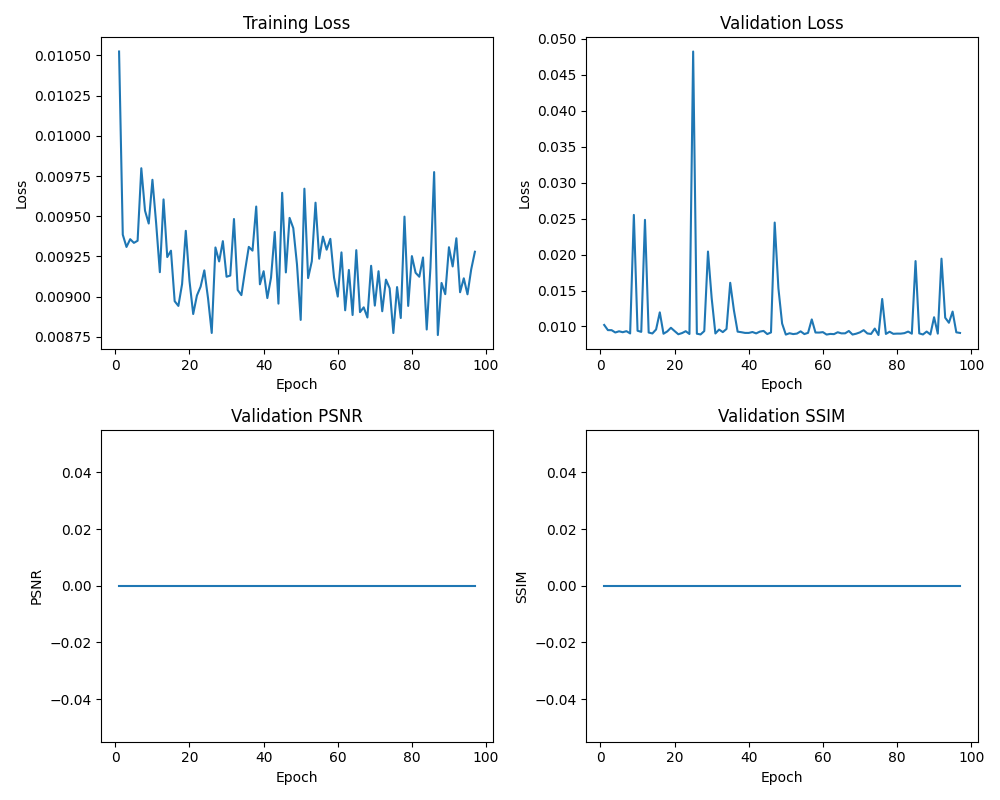 Training Loss
Validation Loss
0.01050
0.01025
0.01000
0.00975
0.00950
0.00925
0.00900
0.00875
Loss
0 20 40 60 80 100
Epoch
0.050
0.045
0.040
0.035
0.030
0.025
0.020
0.015
0.010
Loss
0 20 40 60 80 100
Epoch
Validation PSNR
Validation SSIM
0.04
0.02
0.00
−0.02
−0.04
PSNR
0 20 40 60 80 100
Epoch
0.04
0.02
0.00
−0.02
−0.04
SSIM
0 20 40 60 80 100
Epoch